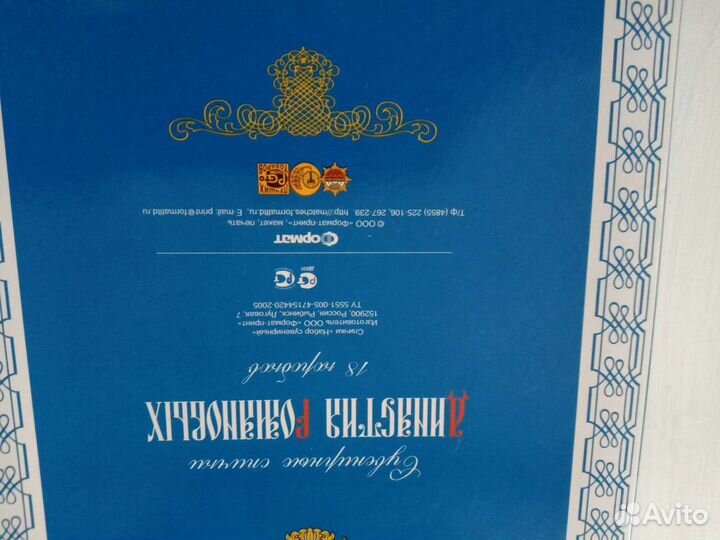 Сувенирные спички
ДИНАСТИЯ РОМАНОВЫХ
18 коробков
Спички «Набор сувенирный»
Изготовитель ООО «Формат-принт»
152900, Россия, Рыбинск, Луговая, 7
ТУ 5551-005-47154420-2005
РС
Формат
© ООО «Формат-принт», макет, печать
Т/ф (4855) 225-106, 267-239. http://matches.formatltd.ru, E-mail: print@formatltd.ru
Avito